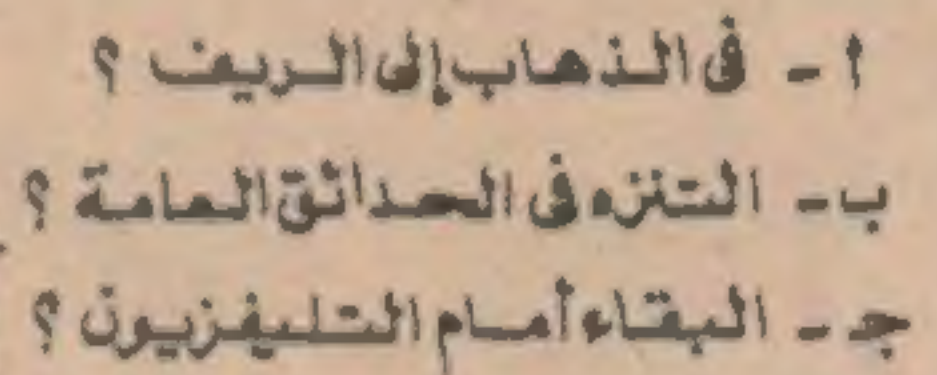 ا - فى الذهاب إلى الريف ؟
ب - التنزه فى الحدائق العامة ؟
جـ - البقاء أمام التليفزيون ؟